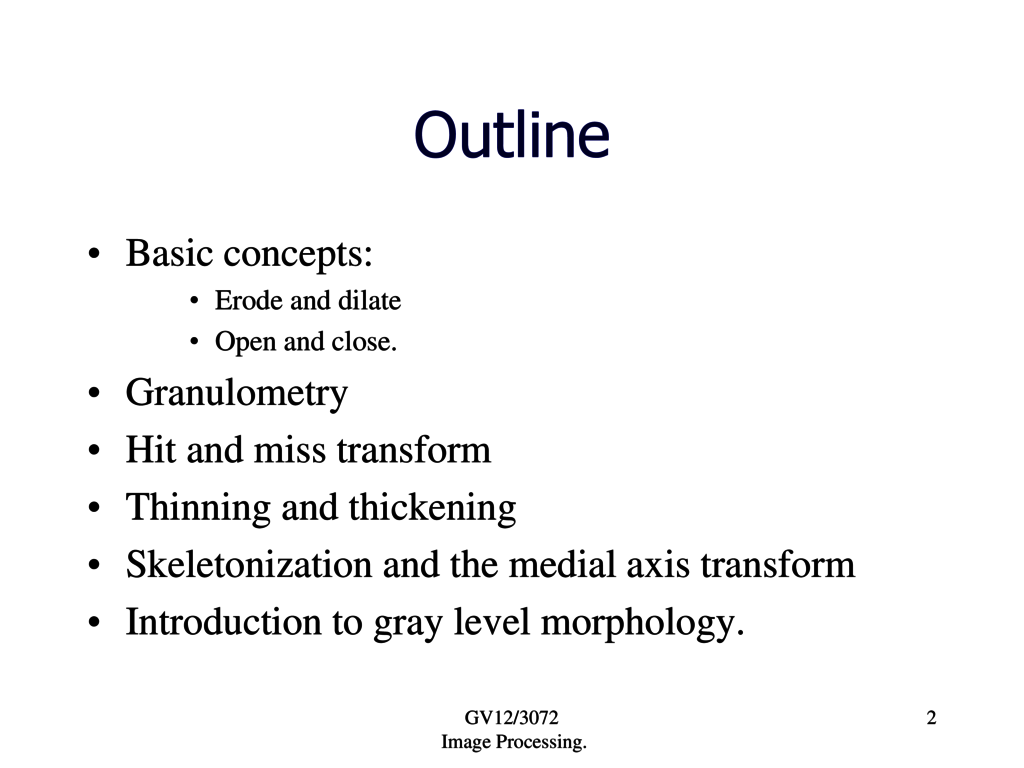 Outline
• Basic concepts:
• Erode and dilate
• Open and close.
• Granulometry
• Hit and miss transform
• Thinning and thickening
• Skeletonization and the medial axis transform
• Introduction to gray level morphology.
GV12/3072
Image Processing.
2